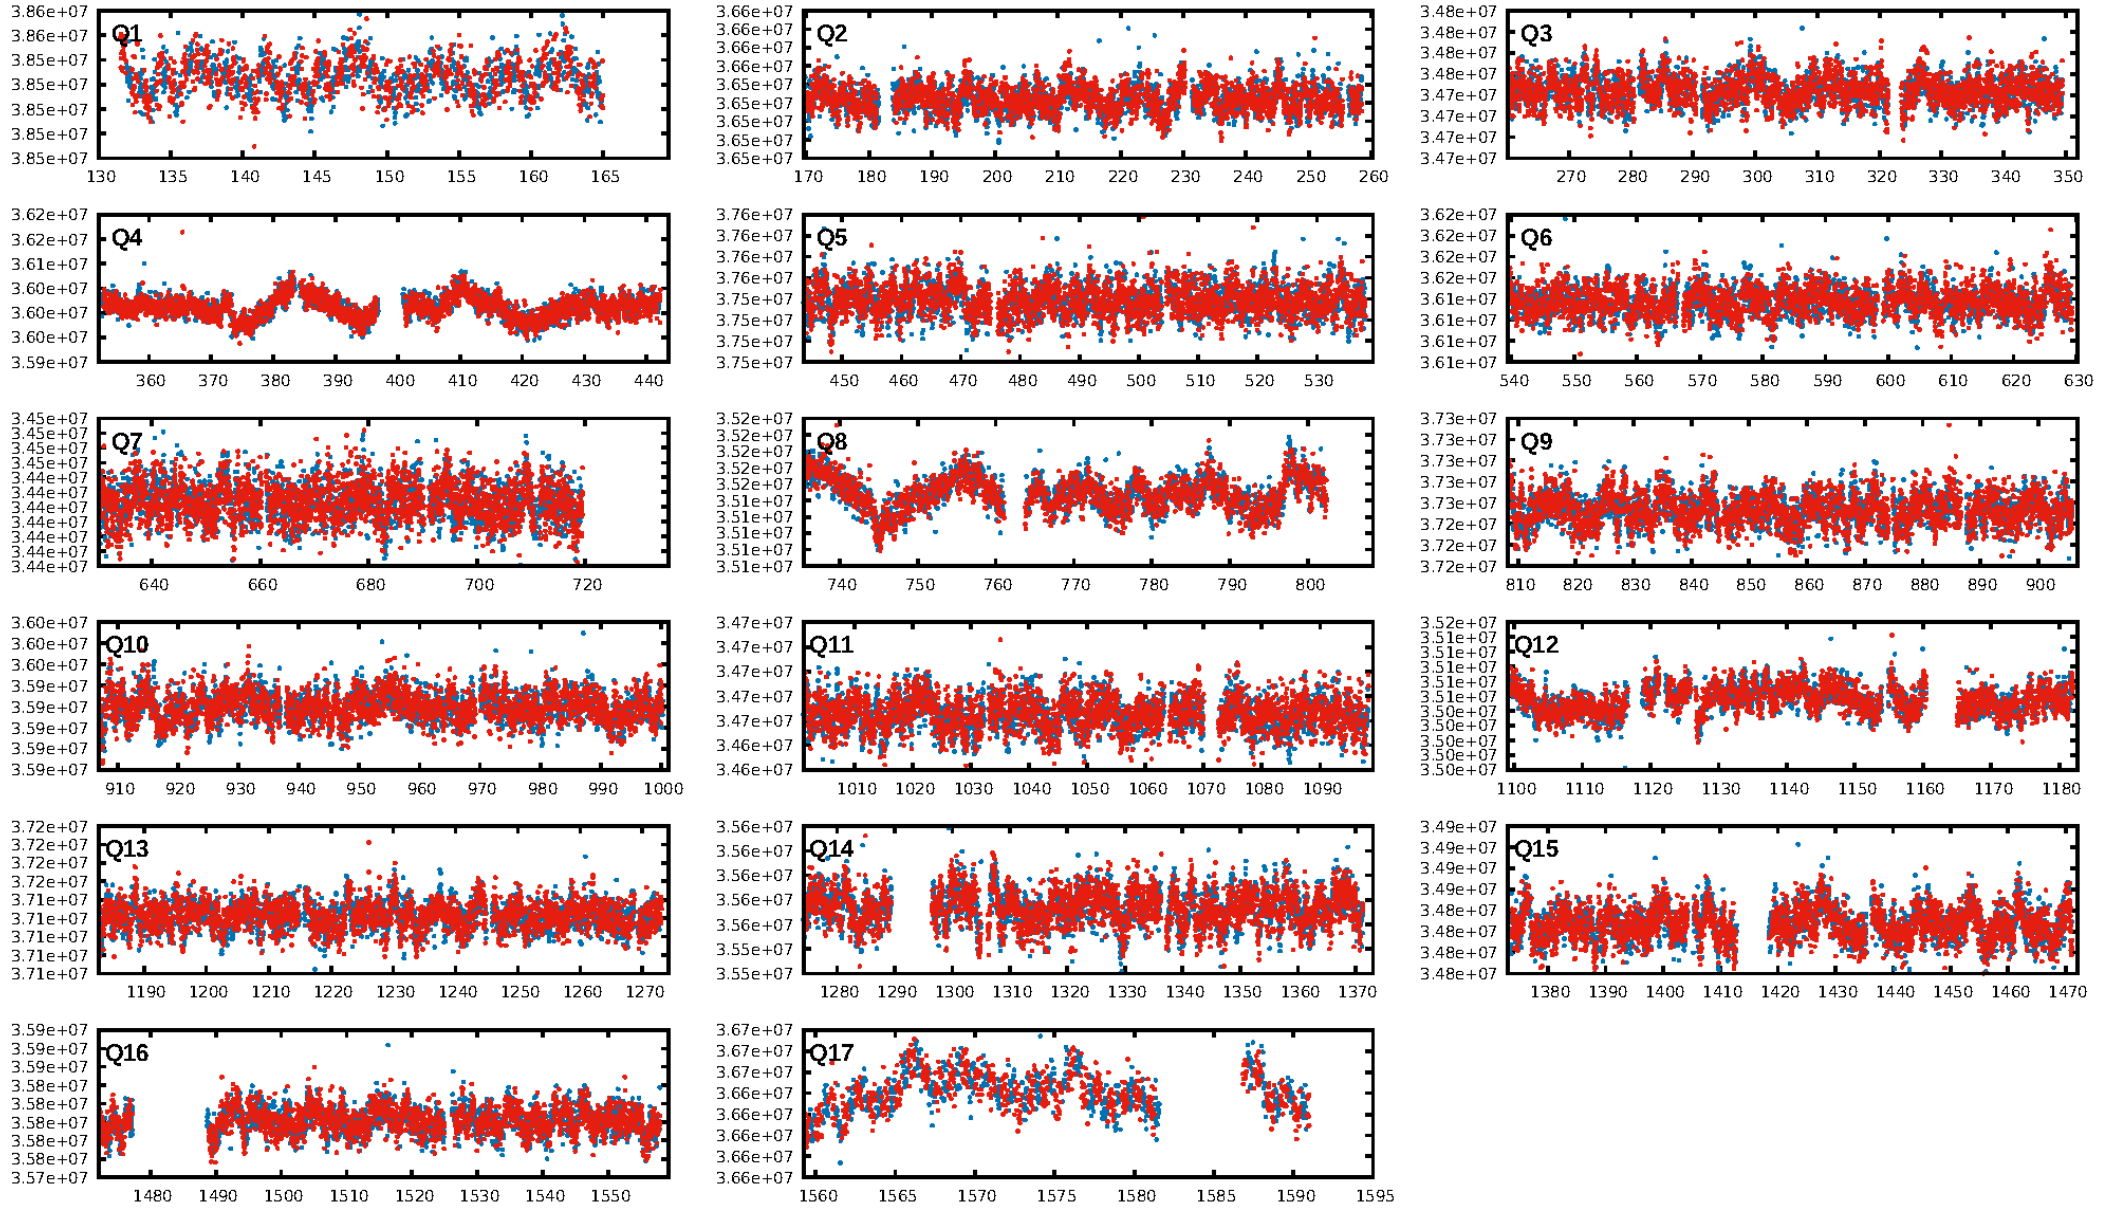 3.86e+07
3.86e+07
3.85e+07
3.85e+07
3.85e+07
3.85e+07
3.85e+07
Q1
130 135 140 145 150 155 160 165
3.66e+07
3.66e+07
3.66e+07
3.66e+07
3.65e+07
3.65e+07
3.65e+07
3.65e+07
3.65e+07
Q2
170 180 190 200 210 220 230 240 250 260
3.48e+07
3.48e+07
3.48e+07
3.48e+07
3.47e+07
3.47e+07
3.47e+07
3.47e+07
Q3
270 280 290 300 310 320 330 340 350
3.62e+07
3.62e+07
3.61e+07
3.60e+07
3.60e+07
3.60e+07
3.59e+07
Q4
360 370 380 390 400 410 420 430 440
3.76e+07
3.76e+07
3.76e+07
3.76e+07
3.75e+07
3.75e+07
3.75e+07
3.75e+07
Q5
450 460 470 480 490 500 510 520 530
3.62e+07
3.62e+07
3.62e+07
3.62e+07
3.61e+07
3.61e+07
3.61e+07
3.61e+07
Q6
540 550 560 570 580 590 600 610 620 630
3.45e+07
3.45e+07
3.45e+07
3.45e+07
3.44e+07
3.44e+07
3.44e+07
3.44e+07
3.44e+07
3.44e+07
3.44e+07
Q7
640 660 680 700 720
3.52e+07
3.52e+07
3.52e+07
3.52e+07
3.52e+07
3.51e+07
3.51e+07
3.51e+07
3.51e+07
3.51e+07
Q8
740 750 760 770 780 790 800
3.73e+07
3.73e+07
3.73e+07
3.73e+07
3.73e+07
3.72e+07
3.72e+07
3.72e+07
Q9
810 820 830 840 850 860 870 880 890 900
3.60e+07
3.60e+07
3.60e+07
3.59e+07
3.59e+07
3.59e+07
3.59e+07
3.59e+07
Q10
910 920 930 940 950 960 970 980 990 1000
3.47e+07
3.47e+07
3.47e+07
3.47e+07
3.47e+07
3.46e+07
3.46e+07
Q11
1010 1020 1030 1040 1050 1060 1070 1080 1090
3.52e+07
3.51e+07
3.51e+07
3.51e+07
3.51e+07
3.51e+07
3.50e+07
3.50e+07
3.50e+07
3.50e+07
3.50e+07
Q12
1100 1110 1120 1130 1140 1150 1160 1170 1180
3.72e+07
3.72e+07
3.72e+07
3.72e+07
3.71e+07
3.71e+07
3.71e+07
3.71e+07
3.71e+07
Q13
1190 1200 1210 1220 1230 1240 1250 1260 1270
3.56e+07
3.56e+07
3.56e+07
3.56e+07
3.56e+07
3.55e+07
3.55e+07
Q14
1280 1290 1300 1310 1320 1330 1340 1350 1360 1370
3.49e+07
3.49e+07
3.49e+07
3.49e+07
3.48e+07
3.48e+07
3.48e+07
3.48e+07
Q15
1380 1390 1400 1410 1420 1430 1440 1450 1460 1470
3.59e+07
3.59e+07
3.59e+07
3.58e+07
3.58e+07
3.58e+07
3.58e+07
3.58e+07
3.57e+07
Q16
1480 1490 1500 1510 1520 1530 1540 1550
3.67e+07
3.67e+07
3.67e+07
3.66e+07
3.66e+07
3.66e+07
3.66e+07
3.66e+07
Q17
1560 1565 1570 1575 1580 1585 1590 1595